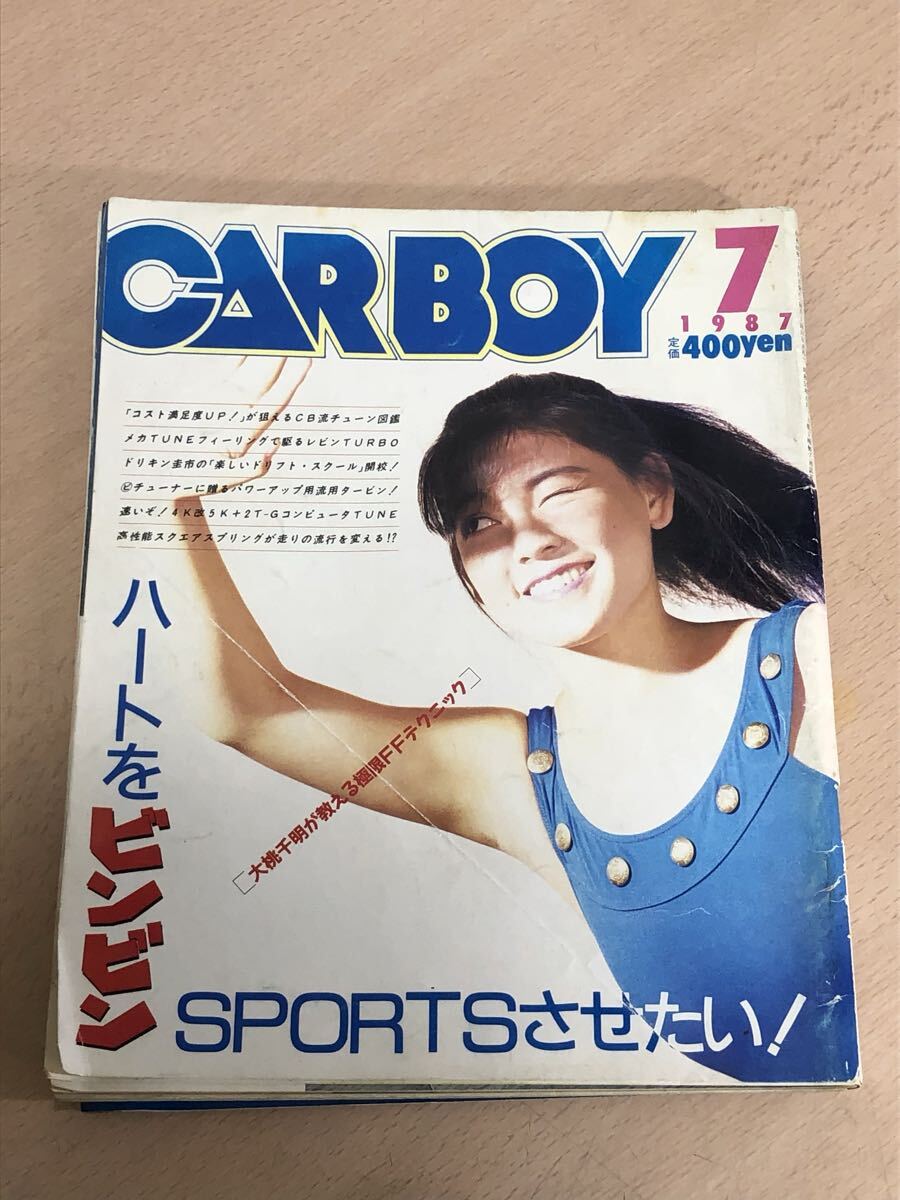 CARBOY
7
1987
定価400yen
「コスト満足度UP!」が狙えるCB流チューン図鑑
メカTUNEフィーリングで駆るレビンTURBO
ドリキン圭市の「楽しいドリフト・スクール」開校!
㊙チューナーに贈るパワーアップ用流用タービン!
速いぞ!4K改5K+2T-GコンピュータTUNE
高性能スクエアスプリングが走りの流行を変える!?
[大桃千明が教える極限FFテクニック]
ハートを
ビンビン
SPORTSさせたい!